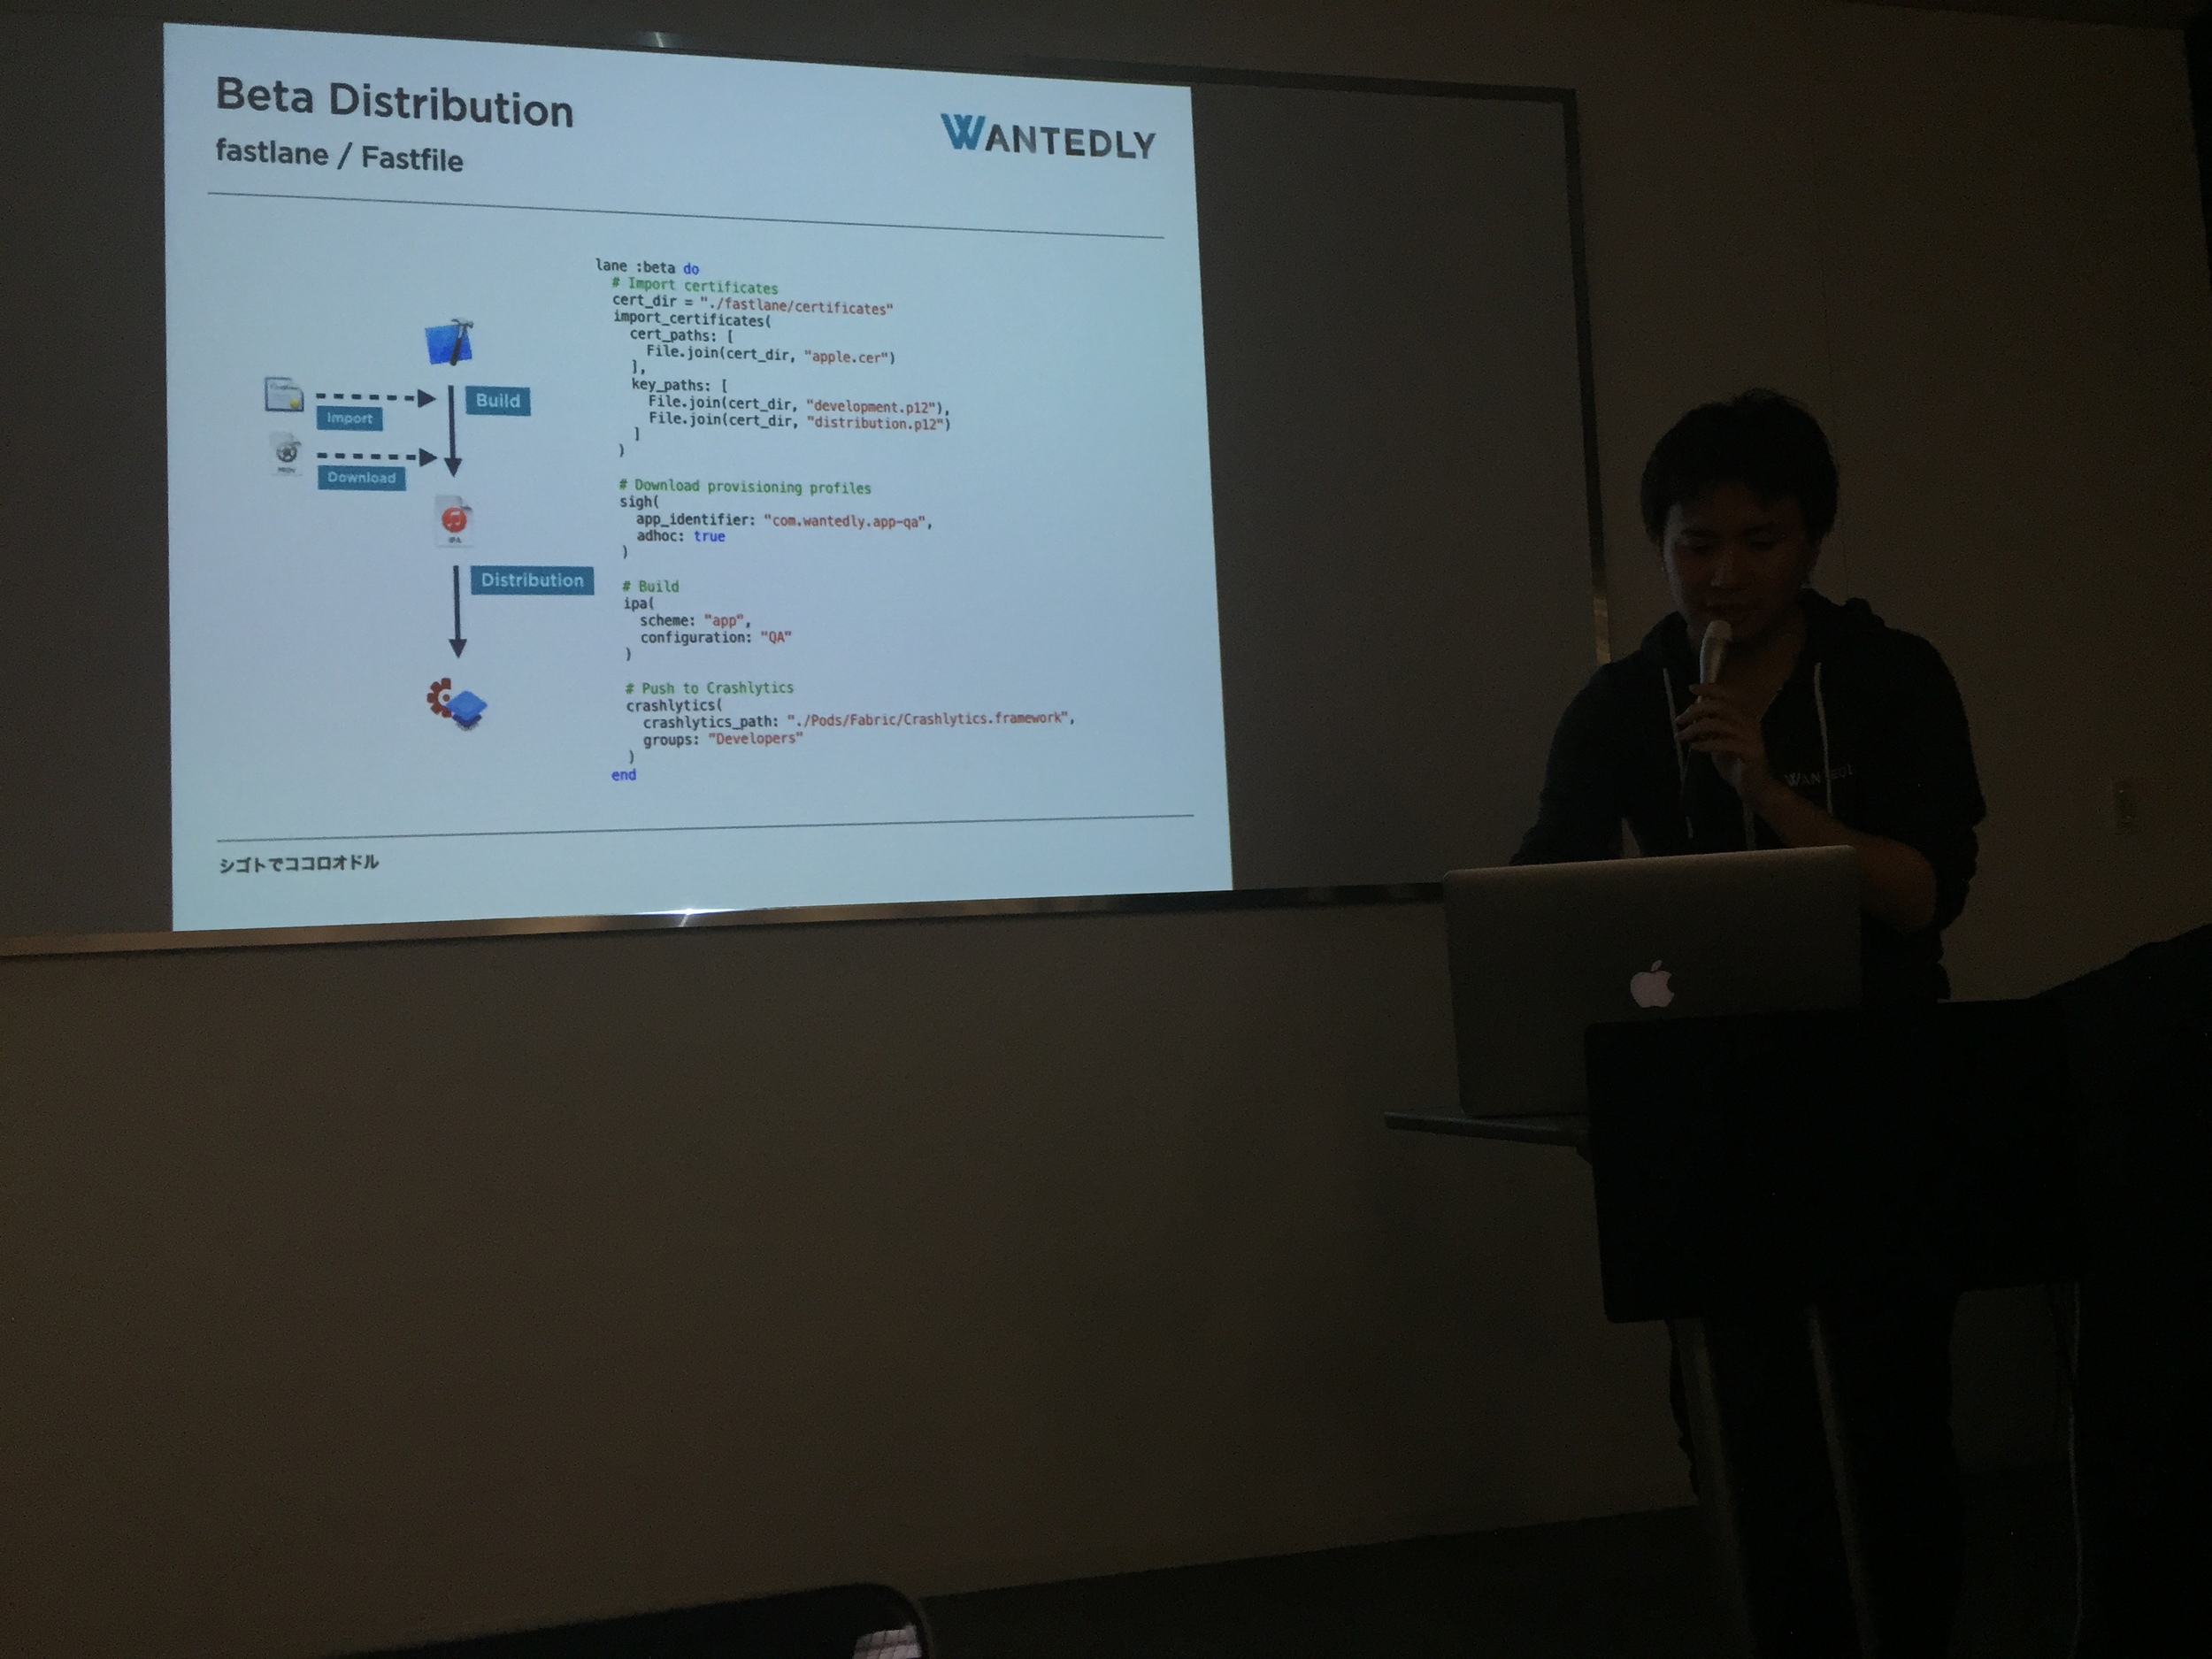 Beta Distribution
fastlane / Fastfile
WANTEDLY
Build
Import
Download
IPA
Distribution
lane :beta do
# Import certificates
cert_dir = "./fastlane/certificates"
import_certificates(
cert_paths: [
File.join(cert_dir, "apple.cer")
],
key_paths: [
File.join(cert_dir, "development.p12"),
File.join(cert_dir, "distribution.p12")
]
)
# Download provisioning profiles
sigh(
app_identifier: "com.wantedly.app-qa",
adhoc: true
)
# Build
ipa(
scheme: "app",
configuration: "QA"
)
# Push to Crashlytics
crashlytics(
crashlytics_path: "./Pods/Fabric/Crashlytics.framework",
groups: "Developers"
)
end
シゴトでココロオドル